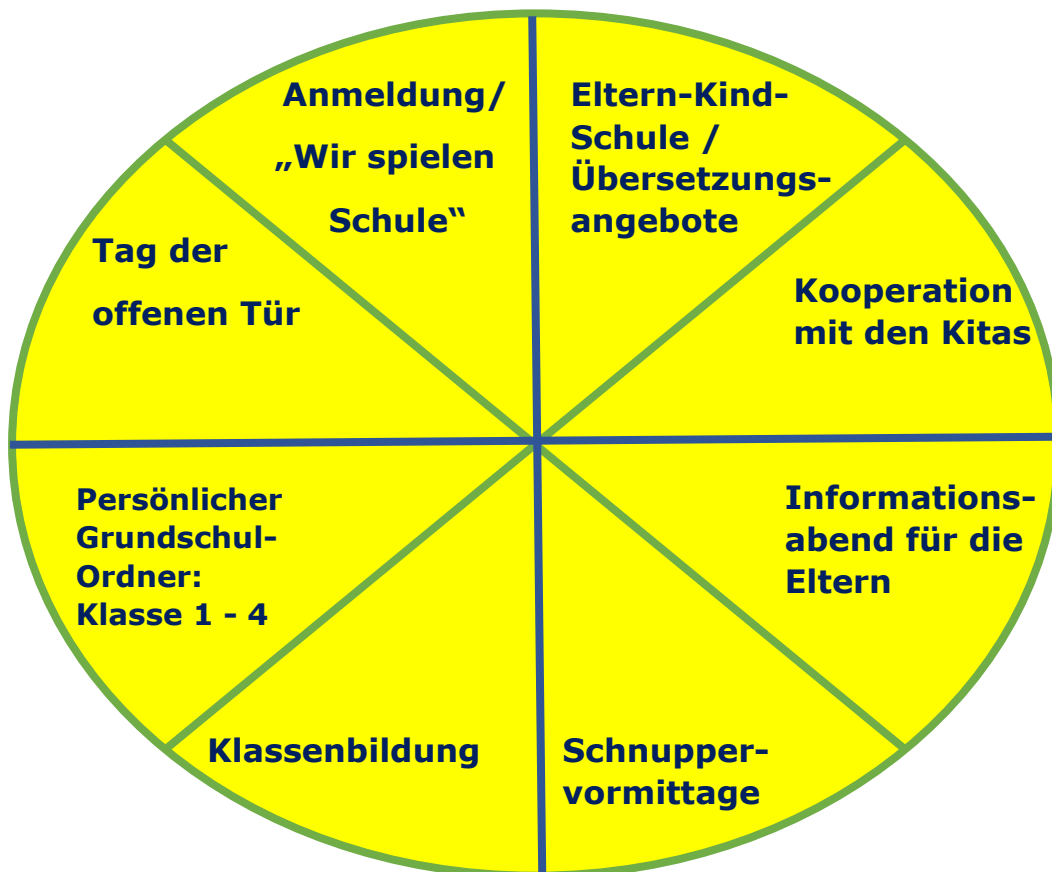 Anmeldung/
„Wir spielen
Schule“
Eltern-Kind-
Schule /
Übersetzungs-
angebote
Kooperation
mit den Kitas
Informations-
abend für die
Eltern
Schnupper-
vormittage
Klassenbildung
Persönlicher
Grundschul-
Ordner:
Klasse 1 - 4
Tag der
offenen Tür